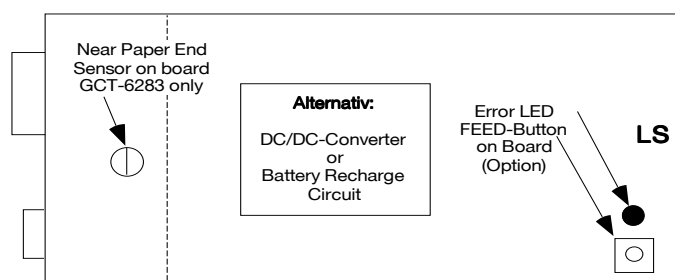 Near Paper End
Sensor on board
GCT-6283 only
Alternativ:
DC/DC-Converter
or
Battery Recharge
Circuit
Error LED
FEED-Button
on Board
(Option)
LS